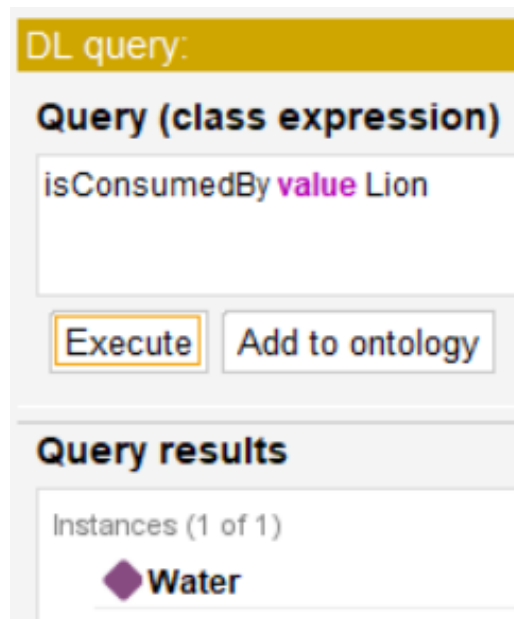 DL query:
Query (class expression)
isConsumedBy value Lion
Execute Add to ontology
Query results
Instances (1 of 1)
Water